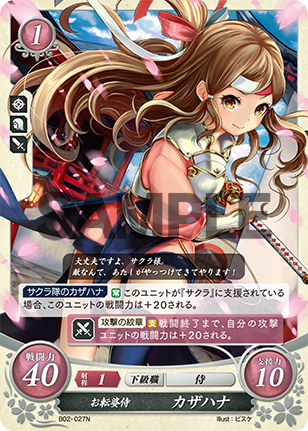 1
SAMPLE
大丈夫ですよ、サクラ様。
敵なんて、あたしがやっつけてきてやります!
サクラ隊のカザハナ 常 このユニットが「サクラ」に支援されている
場合、このユニットの戦闘力は+20される。
攻撃の紋章 支 戦闘終了まで、自分の攻撃
ユニットの戦闘力は+20される。
戦闘力
40
射程 1 下級職 侍
支援力
10
お転婆侍 カザハナ
B02-027N Illust:ビスケ